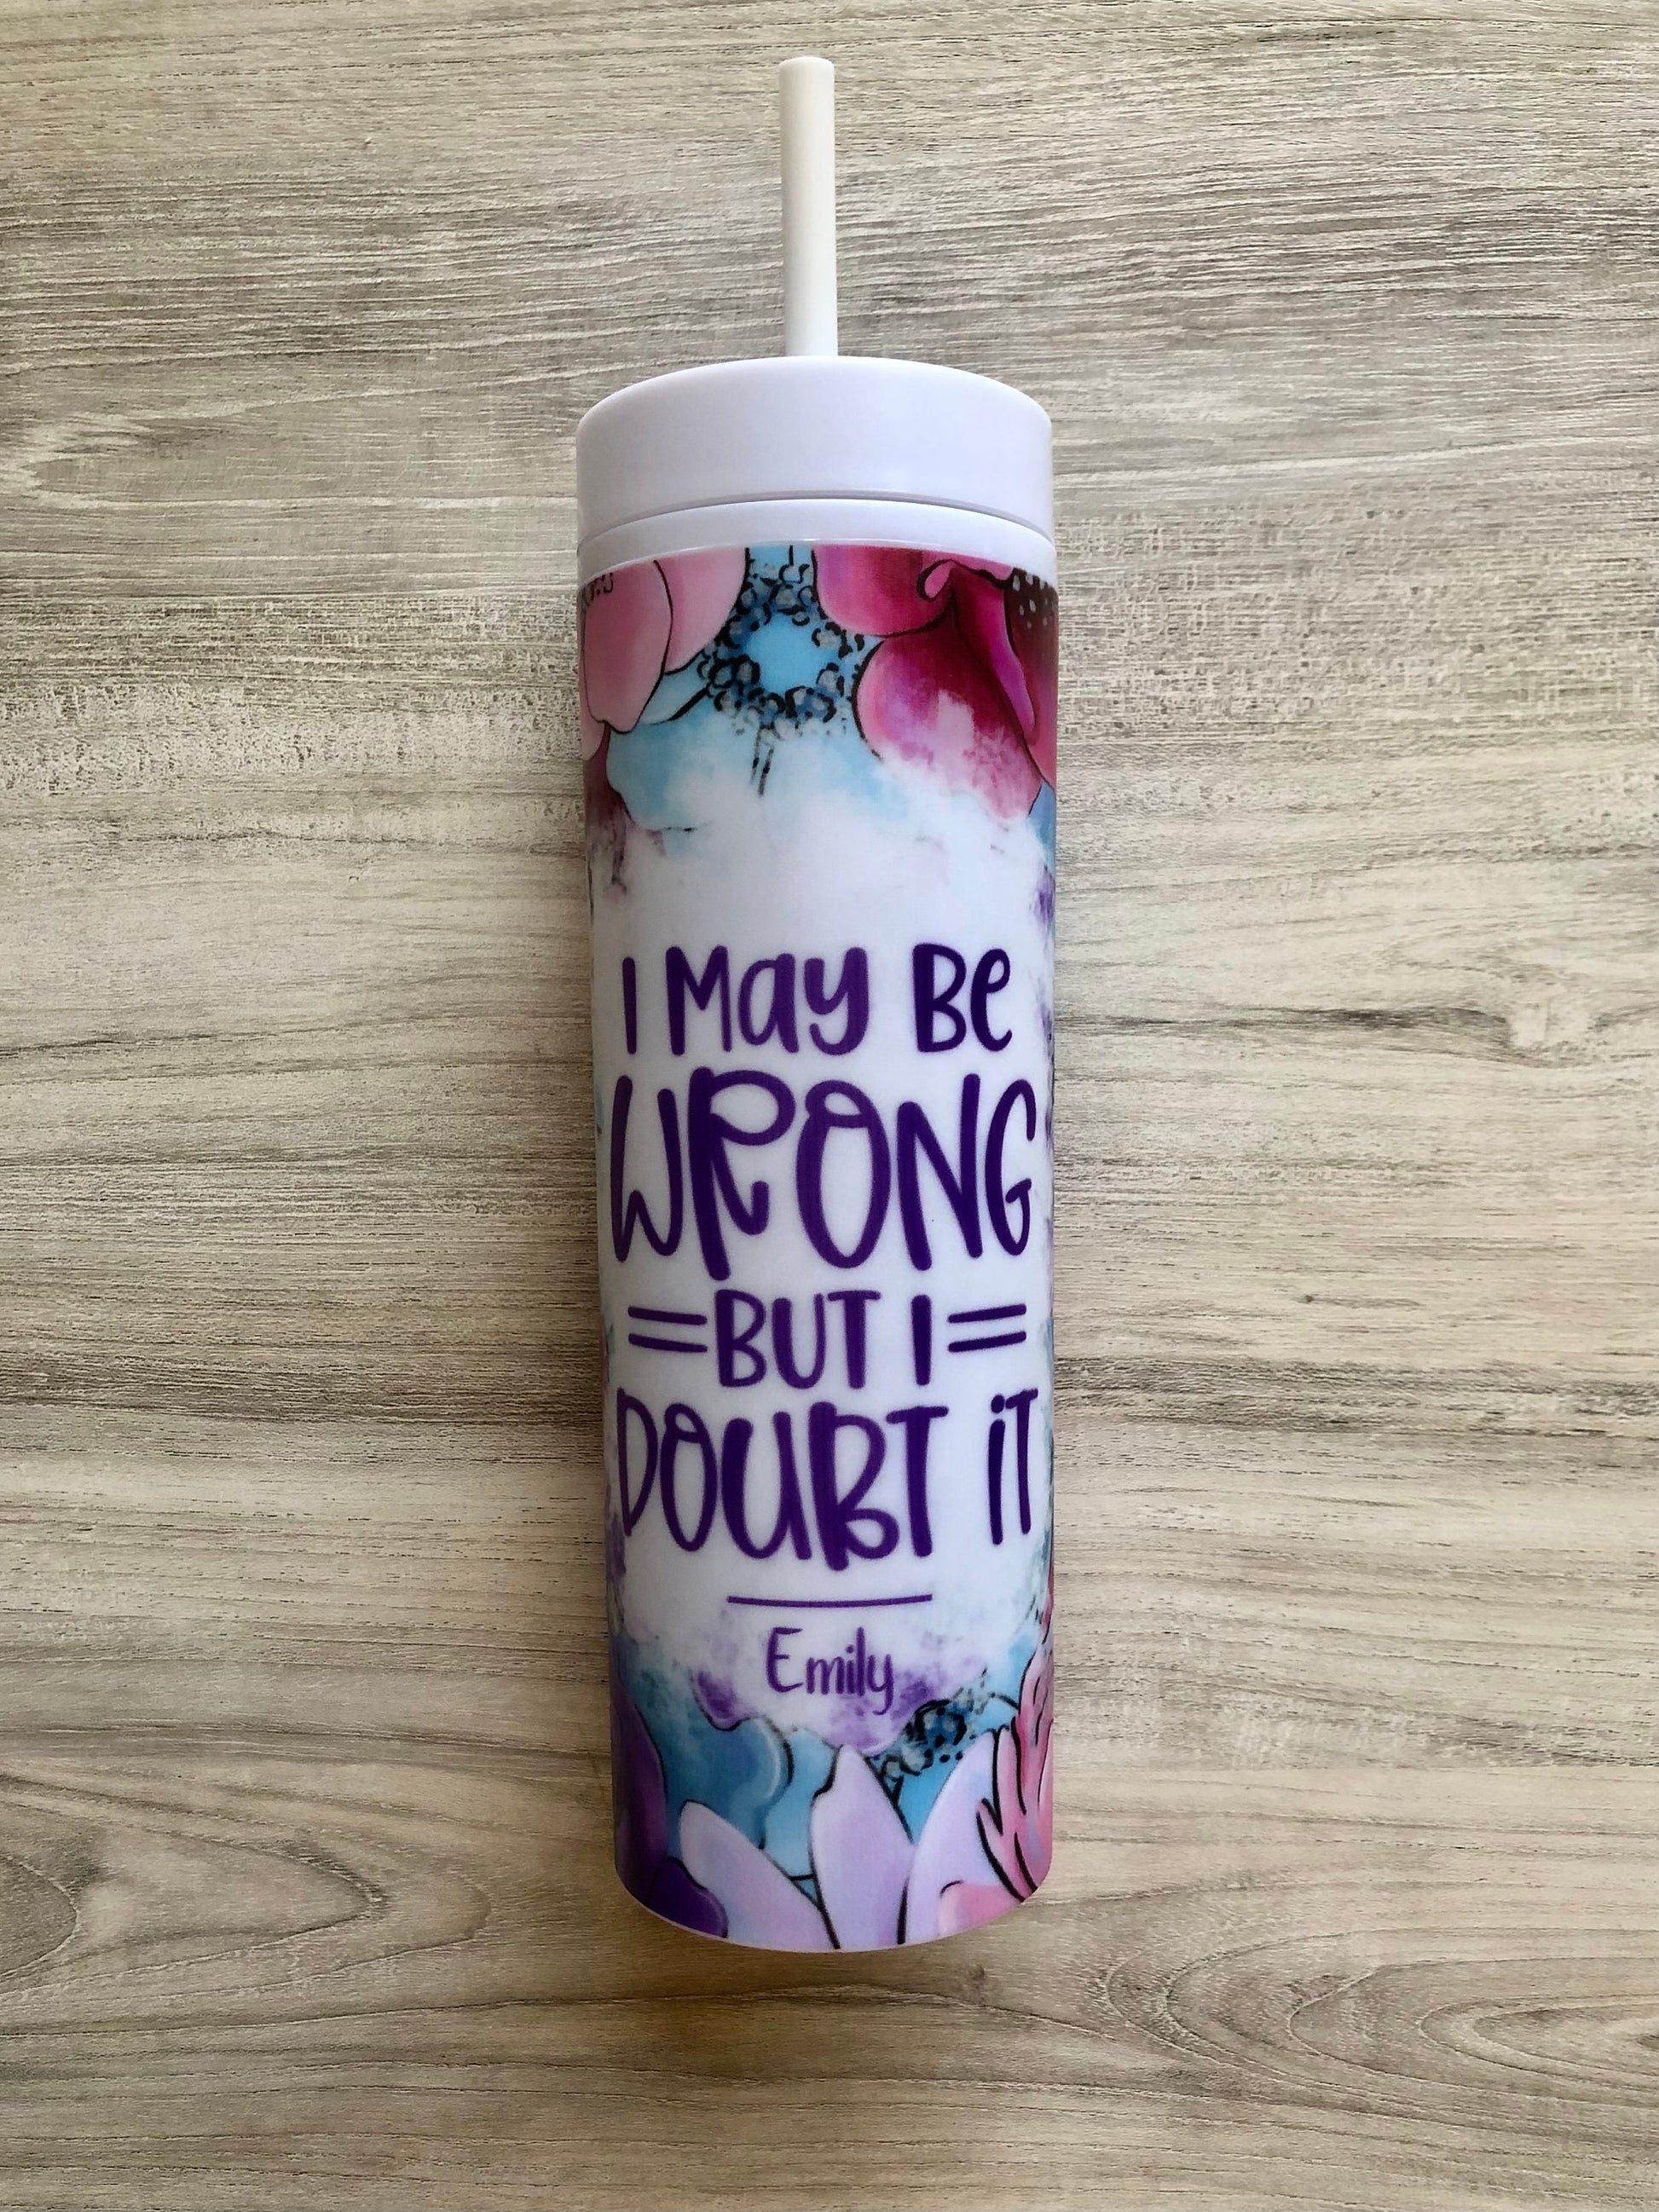 I May Be
WRONG
=BUT I=
DOUBT iT
Emily